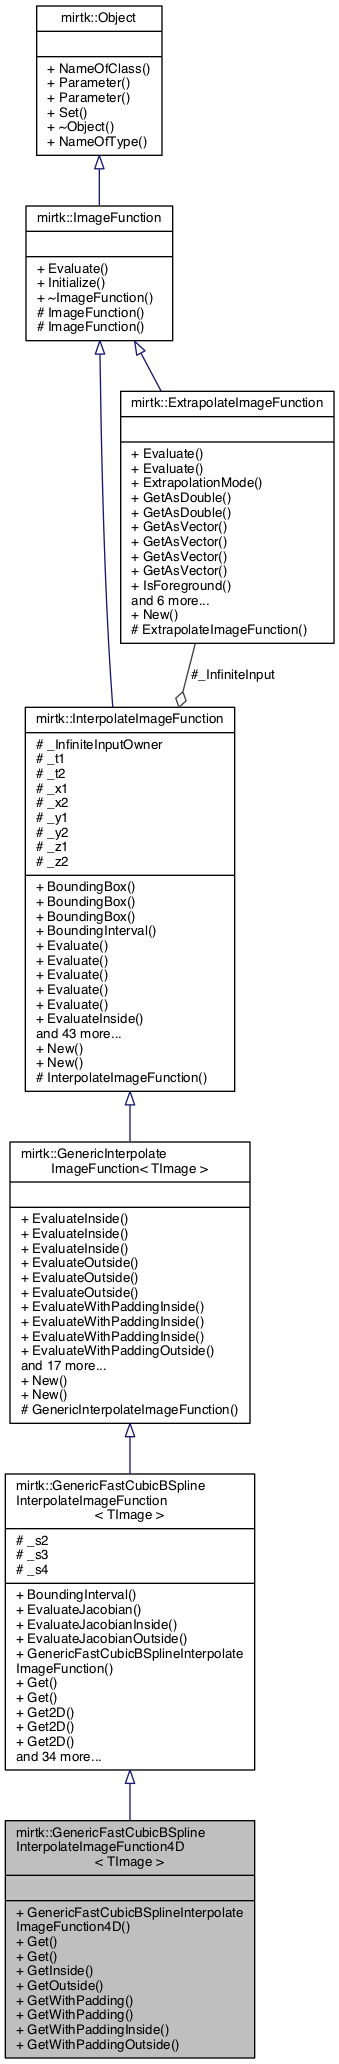 mirtk::Object
+ NameOfClass()
+ Parameter()
+ Parameter()
+ Set()
+ ~Object()
+ NameOfType()
mirtk::ImageFunction
+ Evaluate()
+ Initialize()
+ ~ImageFunction()
# ImageFunction()
# ImageFunction()
mirtk::ExtrapolateImageFunction
+ Evaluate()
+ Evaluate()
+ ExtrapolationMode()
+ GetAsDouble()
+ GetAsDouble()
+ GetAsVector()
+ GetAsVector()
+ GetAsVector()
+ GetAsVector()
+ IsForeground()
and 6 more...
+ New()
# ExtrapolateImageFunction()
#_InfiniteInput
mirtk::InterpolateImageFunction
# _InfiniteInputOwner
# _t1
# _t2
# _x1
# _x2
# _y1
# _y2
# _z1
# _z2
+ BoundingBox()
+ BoundingBox()
+ BoundingBox()
+ BoundingInterval()
+ Evaluate()
+ Evaluate()
+ Evaluate()
+ Evaluate()
+ Evaluate()
+ EvaluateInside()
and 43 more...
+ New()
+ New()
# InterpolateImageFunction()
mirtk::GenericInterpolate
ImageFunction< TImage >
+ EvaluateInside()
+ EvaluateInside()
+ EvaluateInside()
+ EvaluateOutside()
+ EvaluateOutside()
+ EvaluateOutside()
+ EvaluateWithPaddingInside()
+ EvaluateWithPaddingInside()
+ EvaluateWithPaddingInside()
+ EvaluateWithPaddingOutside()
and 17 more...
+ New()
+ New()
# GenericInterpolateImageFunction()
mirtk::GenericFastCubicBSpline
InterpolateImageFunction
< TImage >
# _s2
# _s3
# _s4
+ BoundingInterval()
+ EvaluateJacobian()
+ EvaluateJacobianInside()
+ EvaluateJacobianOutside()
+ GenericFastCubicBSplineInterpolate
ImageFunction()
+ Get()
+ Get()
+ Get2D()
+ Get2D()
+ Get2D()
and 34 more...
mirtk::GenericFastCubicBSpline
InterpolateImageFunction4D
< TImage >
+ GenericFastCubicBSplineInterpolate
ImageFunction4D()
+ Get()
+ Get()
+ GetInside()
+ GetOutside()
+ GetWithPadding()
+ GetWithPadding()
+ GetWithPaddingInside()
+ GetWithPaddingOutside()